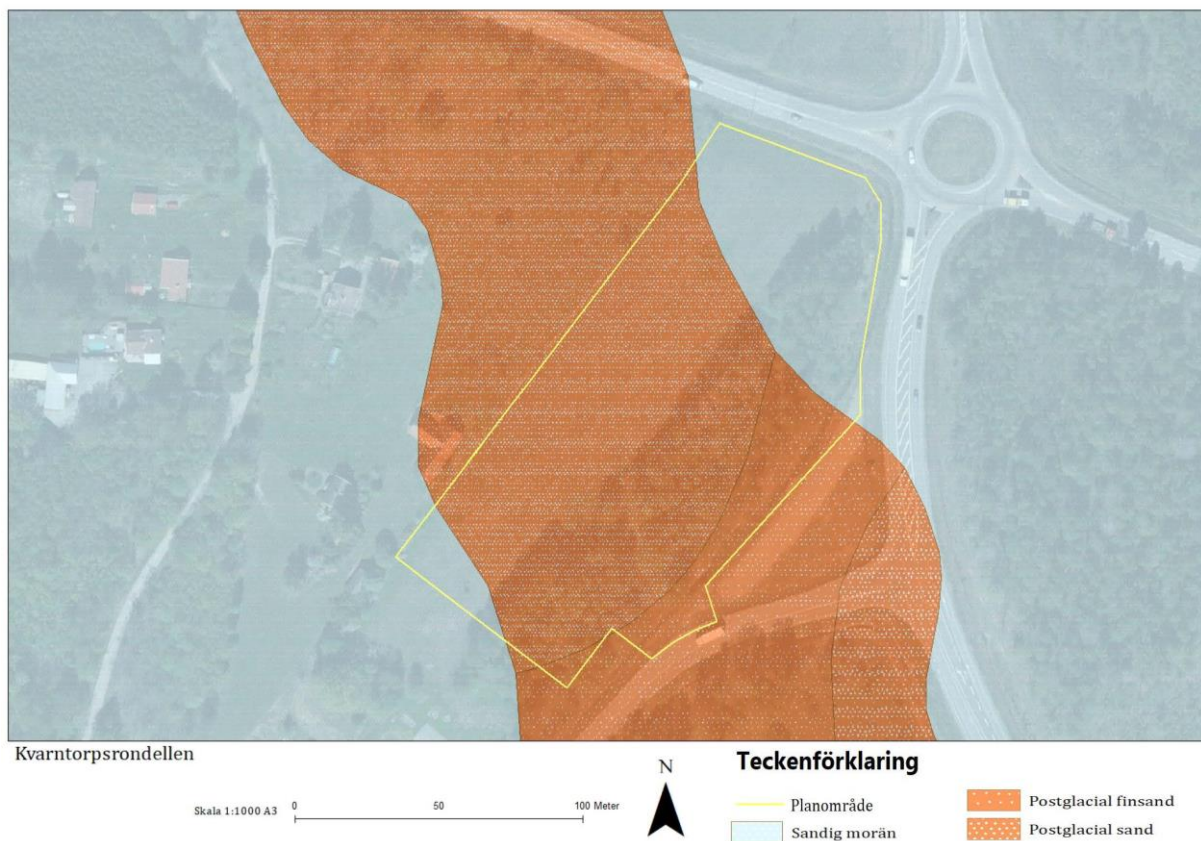 Kvarntorpsrondellen
Skala 1:1000 A3
0 50 100 Meter
N
Teckenförklaring
Planområde
Sandig morän
Postglacial finsand
Postglacial sand